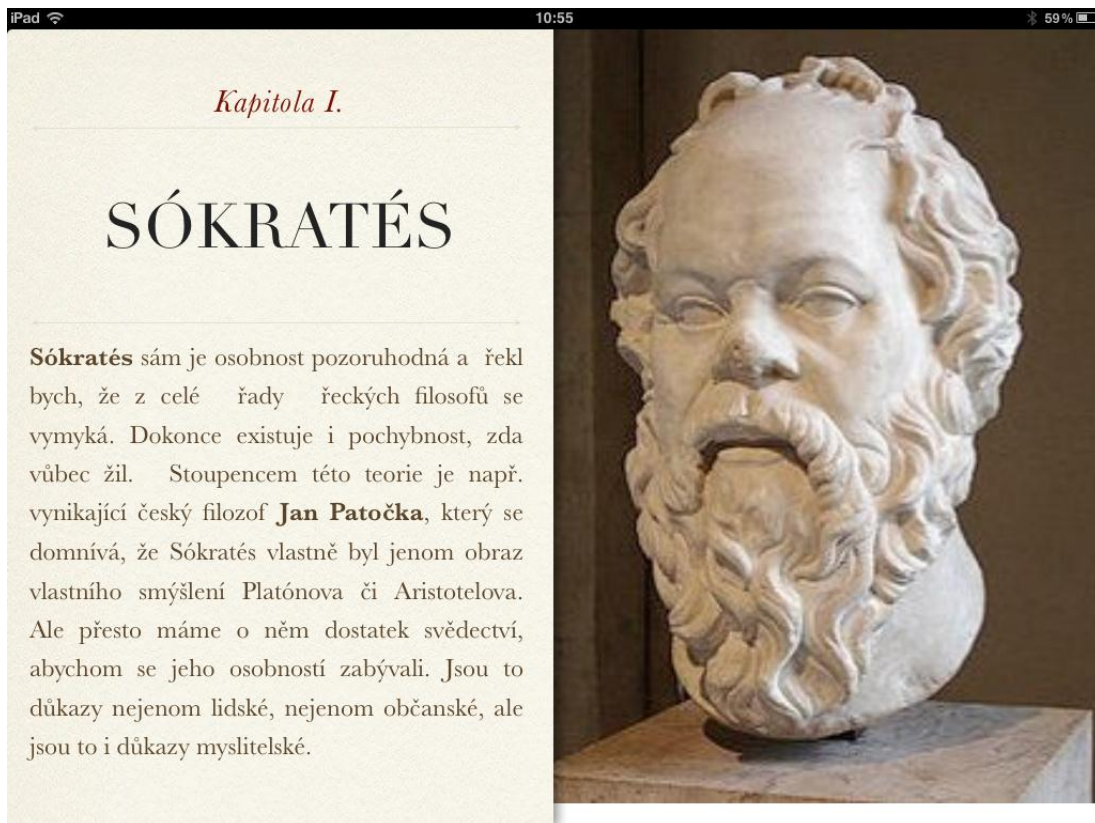 iPad 10:55 59%
Kapitola I.
SÓKRATÉS
Sókratés sám je osobnost pozoruhodná a řekl
bych, že z celé řady řeckých filosofů se
vymyká. Dokonce existuje i pochybnost, zda
vůbec žil. Stoupencem této teorie je např.
vynikající český filozof Jan Patočka, který se
domnívá, že Sókratés vlastně byl jenom obraz
vlastního smýšlení Platónova či Aristotelova.
Ale přesto máme o něm dostatek svědectví,
abychom se jeho osobností zabývali. Jsou to
důkazy nejenom lidské, nejenom občanské, ale
jsou to i důkazy myslitelské.